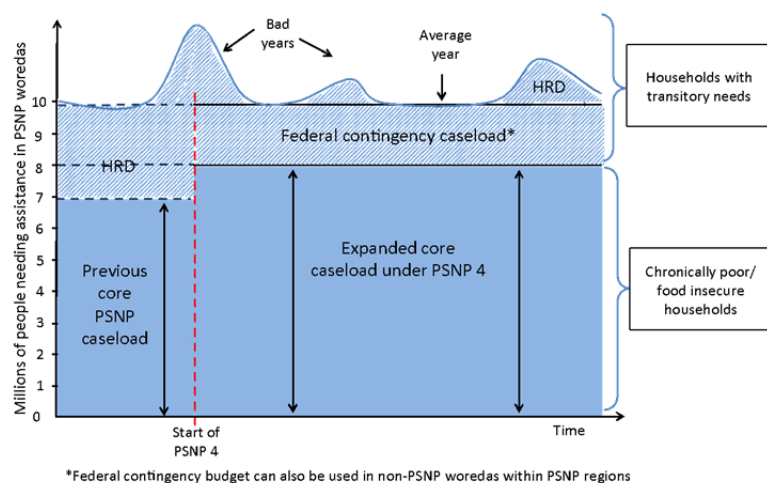 Millions of people needing assistance in PSNP woredas
10
9
8
7
6
5
4
3
2
1
0
Bad
years
Average
year
HRD
Federal contingency caseload*
HRD
Previous
core
PSNP
caseload
Expanded core
caseload under PSNP 4
Households with
transitory needs
Chronically poor/
food insecure
households
Start of
PSNP 4
Time
*Federal contingency budget can also be used in non-PSNP woredas within PSNP regions